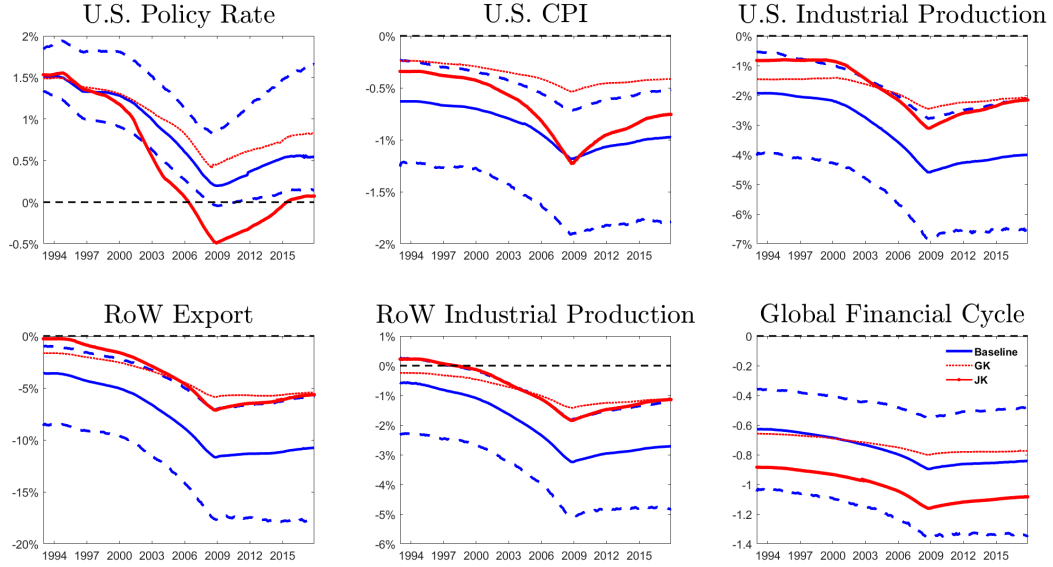 U.S. Policy Rate
2%
1.5%
1%
0.5%
0%
-0.5%
1994 1997 2000 2003 2006 2009 2012 2015
U.S. CPI
0%
-0.5%
-1%
-1.5%
-2%
1994 1997 2000 2003 2006 2009 2012 2015
U.S. Industrial Production
0%
-1%
-2%
-3%
-4%
-5%
-6%
-7%
1994 1997 2000 2003 2006 2009 2012 2015
RoW Export
0%
-5%
-10%
-15%
-20%
1994 1997 2000 2003 2006 2009 2012 2015
RoW Industrial Production
1%
0%
-1%
-2%
-3%
-4%
-5%
-6%
1994 1997 2000 2003 2006 2009 2012 2015
Global Financial Cycle
0
-0.2
-0.4
-0.6
-0.8
-1
-1.2
-1.4
Baseline
GK
JK
1994 1997 2000 2003 2006 2009 2012 2015